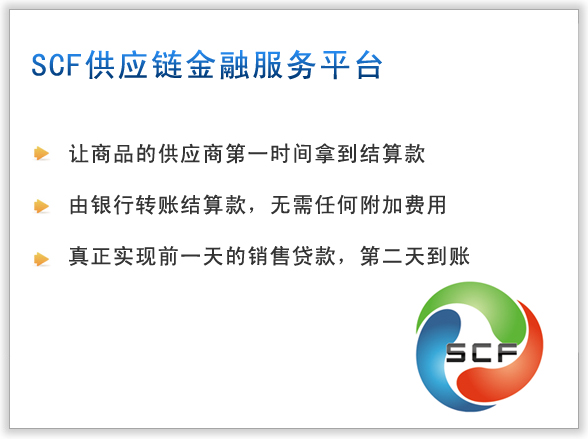 SCF供应链金融服务平台
让商品的供应商第一时间拿到结算款
由银行转账结算款，无需任何附加费用
真正实现前一天的销售贷款，第二天到账
SCF